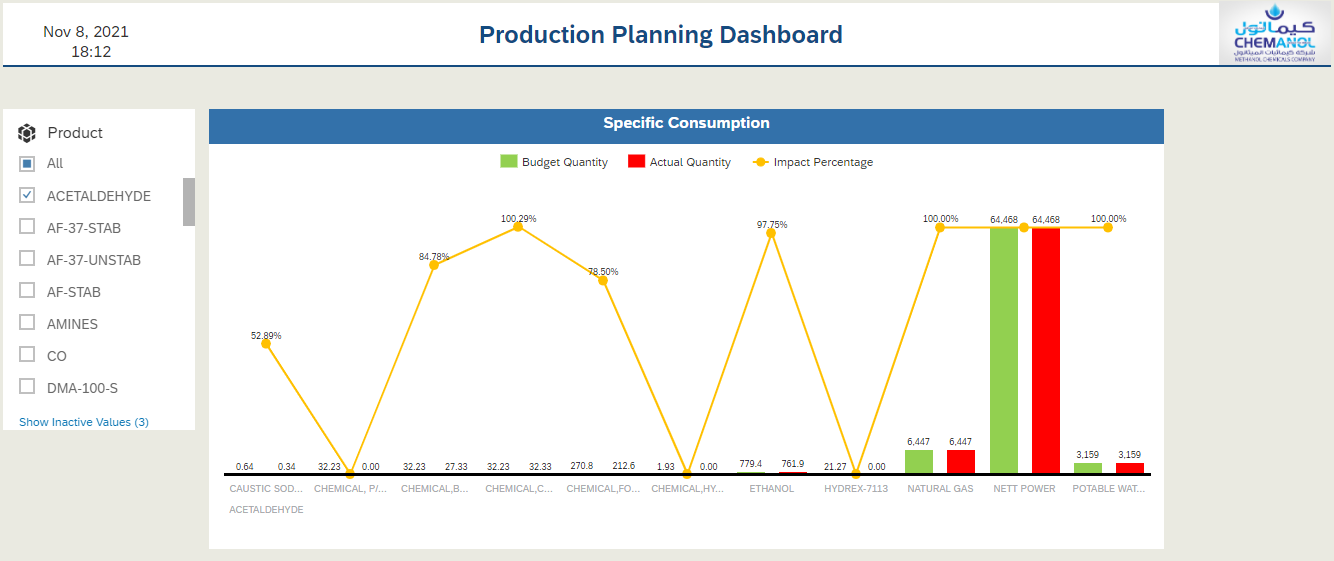 Nov 8, 2021
18:12
Production Planning Dashboard
كيمانول
CHEMANOL
شركة كيمائيات الميثانول
METHANOL CHEMICALS COMPANY
Product
All
ACETALDEHYDE
AF-37-STAB
AF-37-UNSTAB
AF-STAB
AMINES
CO
DMA-100-S
Show Inactive Values (3)
Specific Consumption
Budget Quantity Actual Quantity Impact Percentage
100.29% 100.00% 64,468 64,468 100.00%
97.75%
84.78%
78.50%
52.89%
6,447 6,447
3,159 3,159
0.64 0.34 32.23 0.00 32.23 27.33 32.23 32.33 270.8 212.6 1.93 0.00 779.4 761.9 21.27 0.00
CAUSTIC SOD... CHEMICAL, P/... CHEMICAL,B... CHEMICAL,C... CHEMICAL,FO... CHEMICAL,HY... ETHANOL HYDREX-7113 NATURAL GAS NETT POWER POTABLE WAT...
ACETALDEHYDE